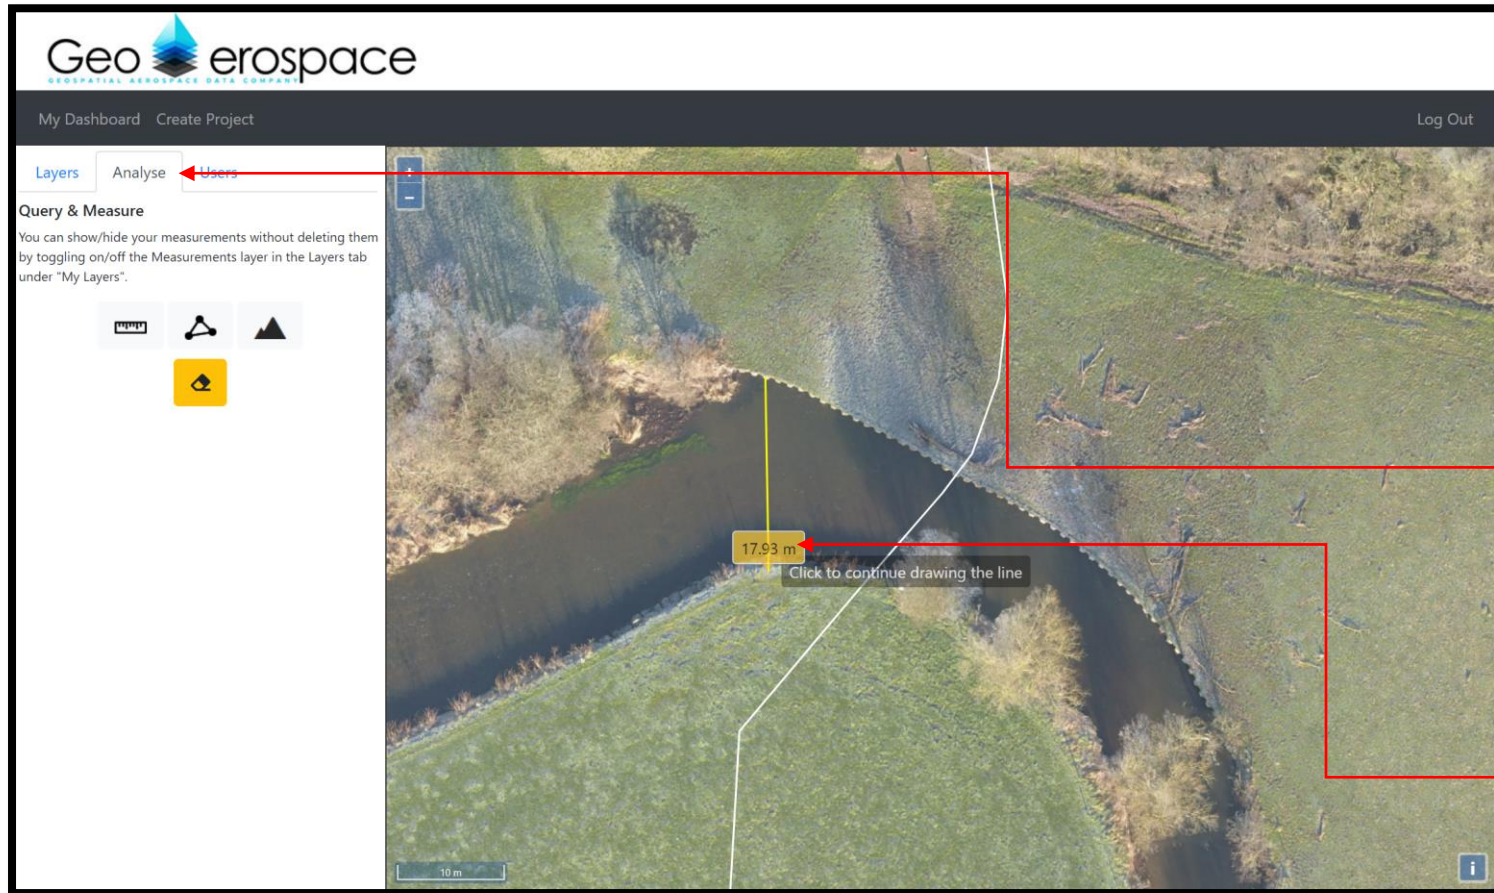 Geo erospace
GEOSPATIAL AEROSPACE DATA COMPANY
My Dashboard Create Project Log Out
Layers Analyse Users
Query & Measure
You can show/hide your measurements without deleting them
by toggling on/off the Measurements layer in the Layers tab
under "My Layers".
+
−
17.93 m
Click to continue drawing the line
10 m
i